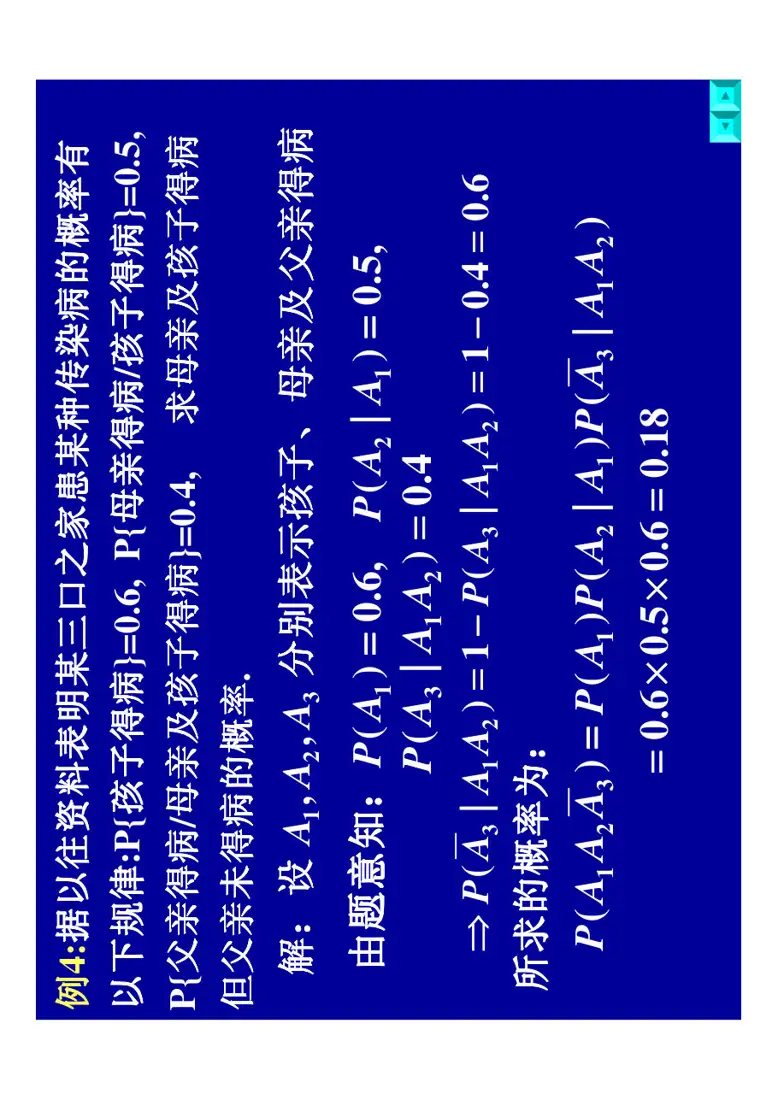 例4:据以往资料表明某三口之家患某种传染病的概率有
以下规律:P{孩子得病}=0.6, P{母亲得病/孩子得病}=0.5,
P{父亲得病/母亲及孩子得病}=0.4, 求母亲及孩子得病
但父亲未得病的概率.
解：设 A₁,A₂,A₃ 分别表示孩子、母亲及父亲得病
由题意知：P(A₁) = 0.6, P(A₂ | A₁) = 0.5,
P(A₃ | A₁A₂) = 0.4
⇒ P(A̅₃ | A₁A₂) = 1 − P(A₃ | A₁A₂) = 1 − 0.4 = 0.6
所求的概率为：
P(A₁A₂A̅₃) = P(A₁)P(A₂ | A₁)P(A̅₃ | A₁A₂)
= 0.6×0.5×0.6 = 0.18